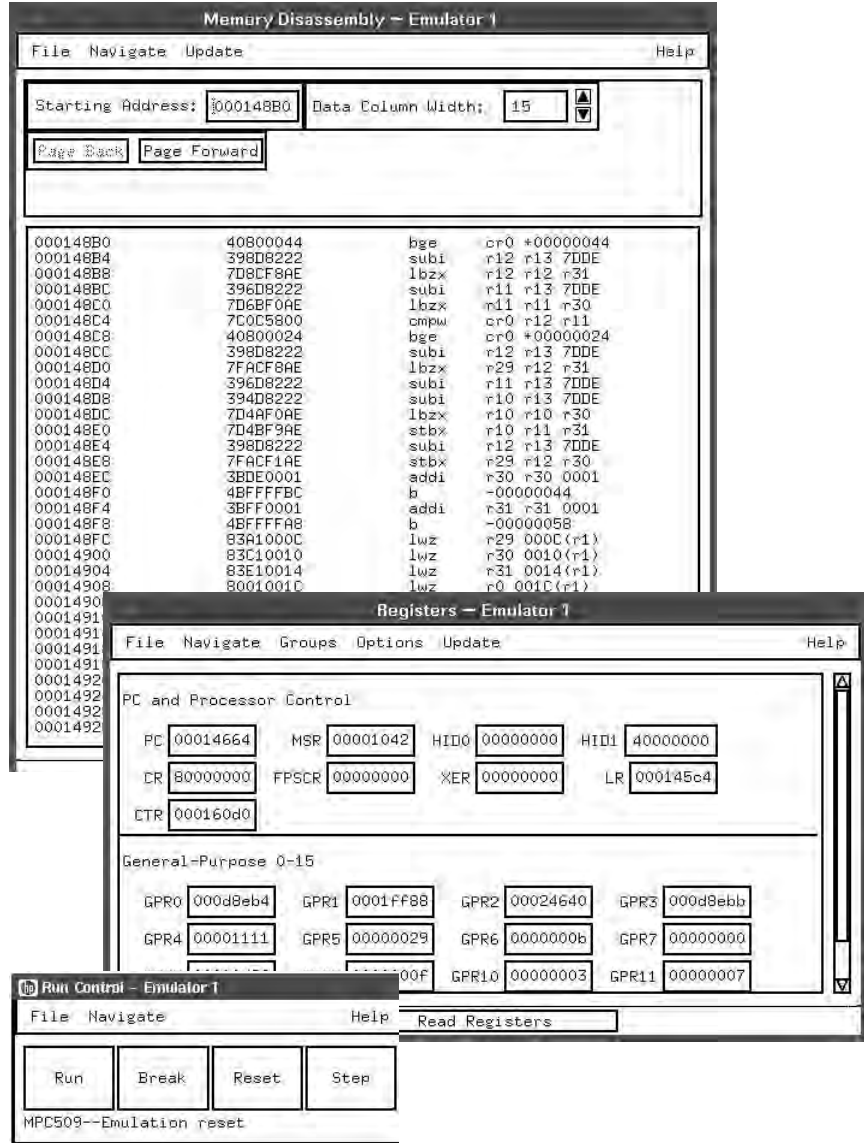 Memory Disassembly — Emulator 1
File Navigate Update Help
Starting Address: 000148B0 Data Column Width: 15
Page Back Page Forward
000148B0 40800044 bge cr0 +00000044
000148B4 398D8222 subi r12 r13 7DDE
000148B8 7D8CF8AE lbzx r12 r12 r31
000148BC 396D8222 subi r11 r13 7DDE
000148C0 7D6BF0AE lbzx r11 r11 r30
000148C4 7C0C5800 cmpw cr0 r12 r11
000148C8 40800024 bge cr0 +00000024
000148CC 398D8222 subi r12 r13 7DDE
000148D0 7FACF8AE lbzx r29 r12 r31
000148D4 396D8222 subi r11 r13 7DDE
000148D8 394D8222 subi r10 r13 7DDE
000148DC 7D4AF0AE lbzx r10 r10 r30
000148E0 7D4BF9AE stbx r10 r11 r31
000148E4 398D8222 subi r12 r13 7DDE
000148E8 7FACF1AE stbx r29 r12 r30
000148EC 3BDE0001 addi r30 r30 0001
000148F0 4BFFFFBC b -00000044
000148F4 3BFF0001 addi r31 r31 0001
000148F8 4BFFFFA8 b -00000058
000148FC 83A1000C lwz r29 000C(r1)
00014900 83C10010 lwz r30 0010(r1)
00014904 83E10014 lwz r31 0014(r1)
00014908 8001001C lwz r0 001C(r1)
0001490
0001491
0001491
0001491
0001491
0001492
0001492
0001492
0001492
Registers — Emulator 1
File Navigate Groups Options Update Help
PC and Processor Control
PC 00014664 MSR 00001042 HID0 00000000 HID1 40000000
CR 80000000 FPSCR 00000000 XER 00000000 LR 000145c4
CTR 000160d0
General-Purpose 0-15
GPR0 000d8eb4 GPR1 0001ff88 GPR2 00024640 GPR3 000d8ebb
GPR4 00001111 GPR5 00000029 GPR6 0000000b GPR7 00000000
00f GPR10 00000003 GPR11 00000007
Read Registers
hp Run Control - Emulator 1
File Navigate Help
Run Break Reset Step
MPC509--Emulation reset